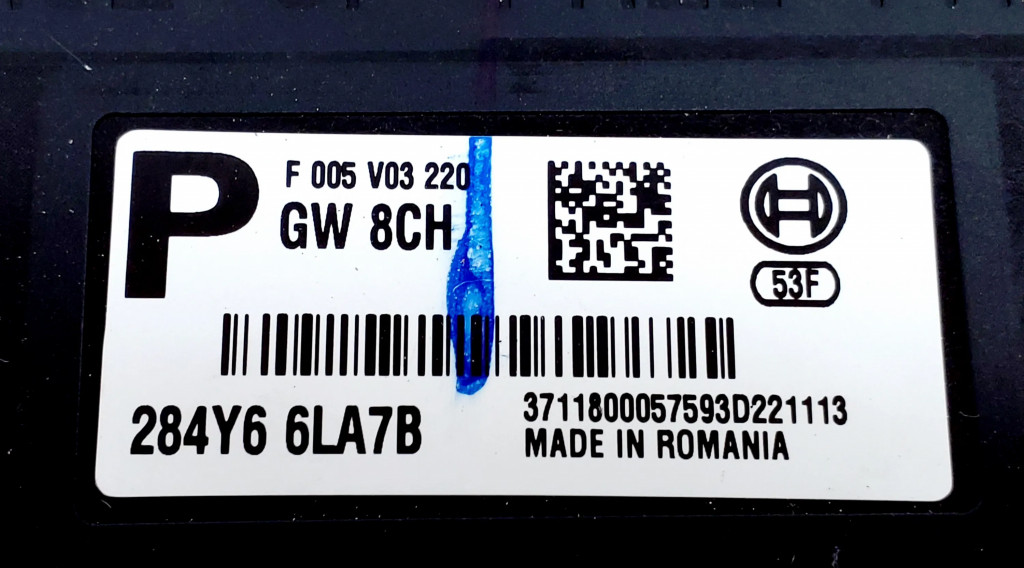 P
F 005 V03 220
GW 8CH
53F
284Y6 6LA7B
3711800057593D221113
MADE IN ROMANIA